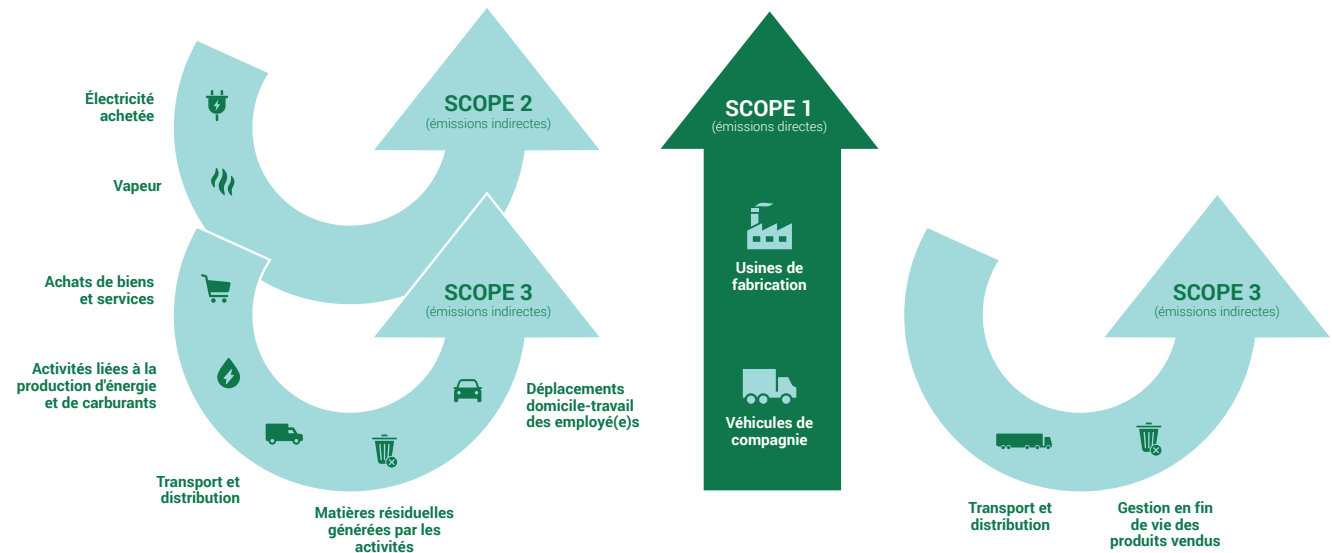 SCOPE 2
(émissions indirectes)
Électricité
achetée
Vapeur
SCOPE 3
(émissions indirectes)
Achats de biens
et services
Activités liées à la
production d'énergie
et de carburants
Transport et
distribution
Matières résiduelles
générées par les
activités
Déplacements
domicile-travail
des employé(e)s
SCOPE 1
(émissions directes)
Usines de
fabrication
Véhicules de
compagnie
SCOPE 3
(émissions indirectes)
Transport et
distribution
Gestion en fin
de vie des
produits vendus